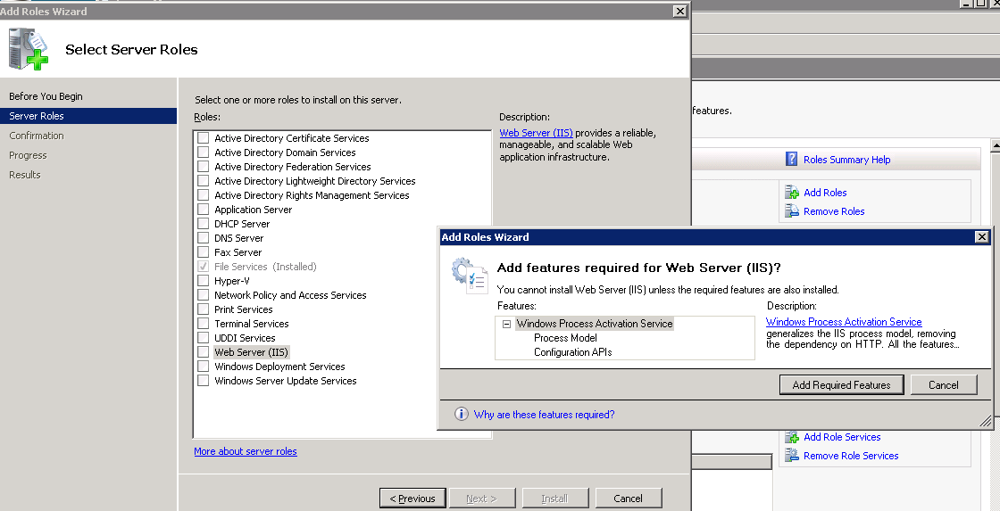 Add Roles Wizard
Select Server Roles
Before You Begin
Server Roles
Confirmation
Progress
Results
Select one or more roles to install on this server.
Roles:
Active Directory Certificate Services
Active Directory Domain Services
Active Directory Federation Services
Active Directory Lightweight Directory Services
Active Directory Rights Management Services
Application Server
DHCP Server
DNS Server
Fax Server
File Services (Installed)
Hyper-V
Network Policy and Access Services
Print Services
Terminal Services
UDDI Services
Web Server (IIS)
Windows Deployment Services
Windows Server Update Services
More about server roles
Description:
Web Server (IIS) provides a reliable,
manageable, and scalable Web
application infrastructure.
< Previous
Next >
Install
Cancel
features.
Roles Summary Help
Add Roles
Remove Roles
Add Roles Wizard
Add features required for Web Server (IIS)?
You cannot install Web Server (IIS) unless the required features are also installed.
Features:
Windows Process Activation Service
Process Model
Configuration APIs
Description:
Windows Process Activation Service
generalizes the IIS process model, removing
the dependency on HTTP. All the features...
Add Required Features
Cancel
Why are these features required?
Add Role Services
Remove Role Services